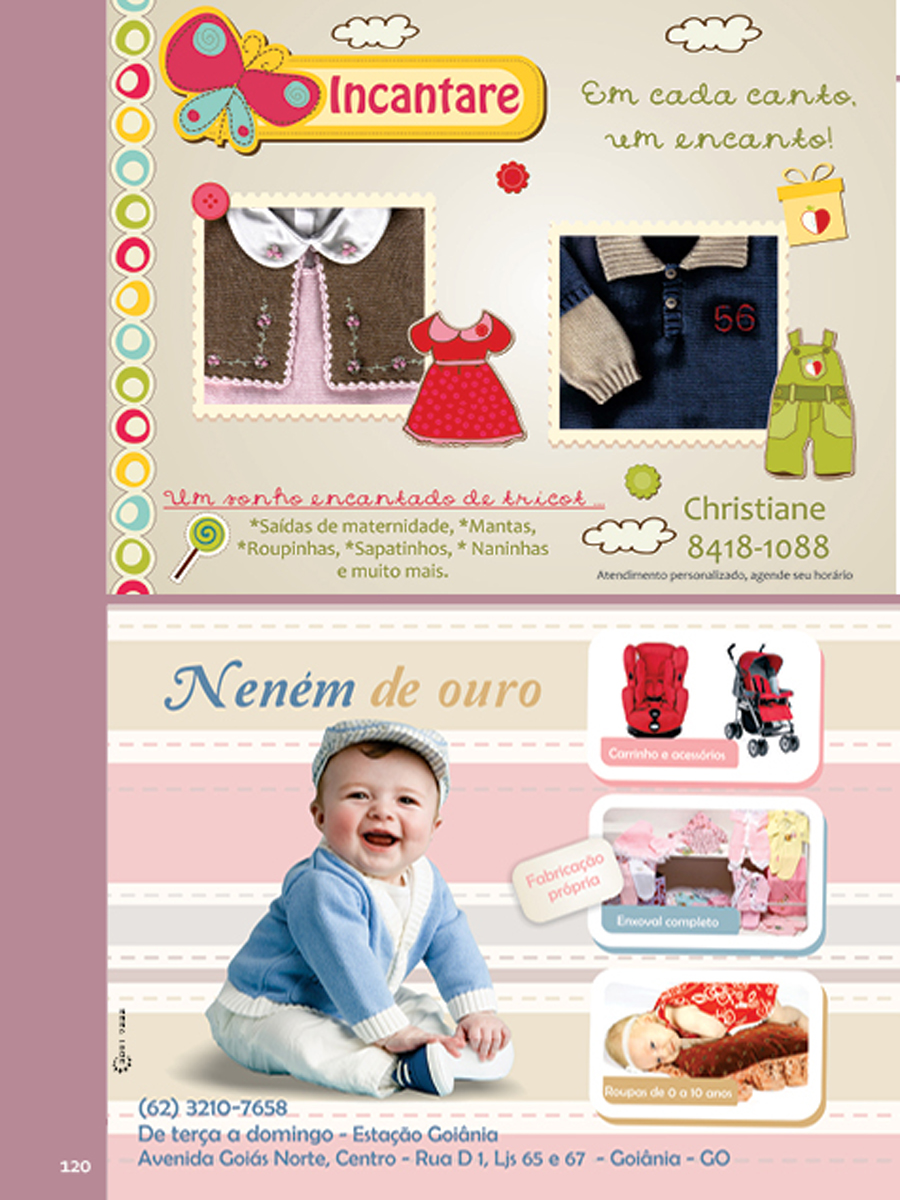 Incantare
Em cada canto,
um encanto!
56
Um sonho encantado de tricot ...
*Saídas de maternidade, *Mantas,
*Roupinhas, *Sapatinhos, * Naninhas
e muito mais.
Christiane
8418-1088
Atendimento personalizado, agende seu horário
Neném de ouro
Carrinho e acessórios
Fabricação
própria
Enxoval completo
Roupas de 0 a 10 anos
(62) 3210-7658
De terça a domingo - Estação Goiânia
Avenida Goiás Norte, Centro - Rua D 1, Ljs 65 e 67 - Goiânia - GO
120